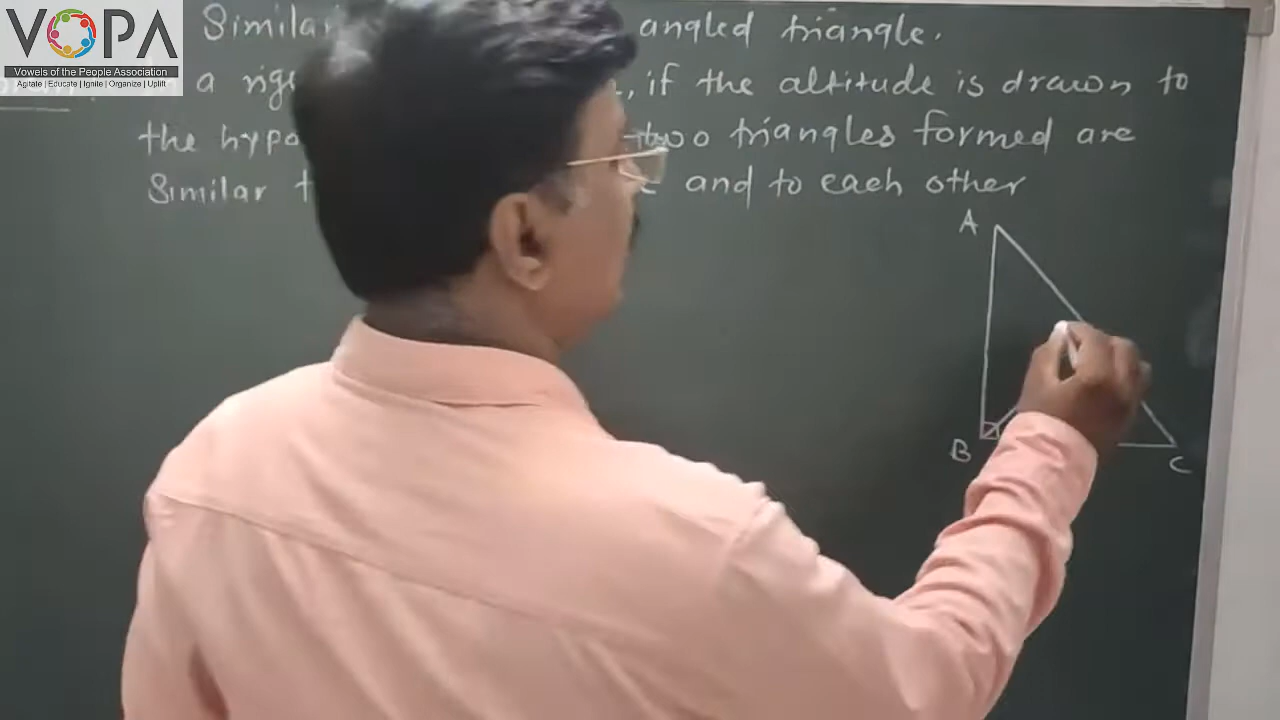 VOPA
Vowels of the People Association
Agitate | Educate | Ignite | Organize | Uplift
Similar angled triangle.
a , if the altitude is drawn to
the two triangles formed are
Similar and to each other
A
B
C